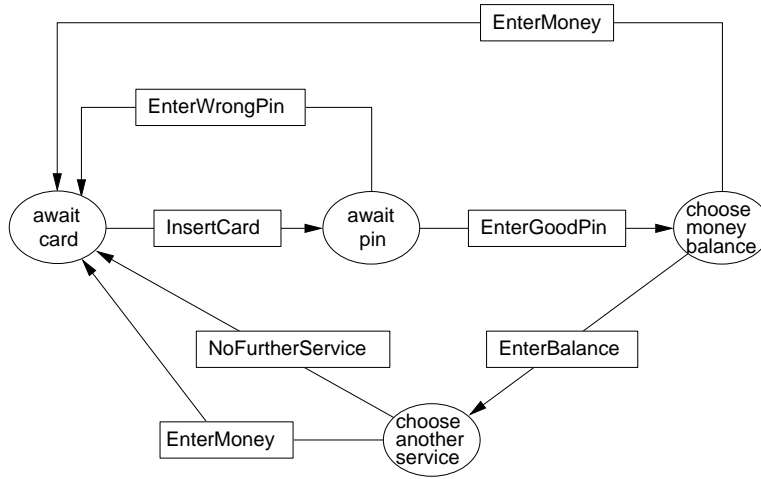 EnterMoney
EnterWrongPin
await
card
InsertCard
await
pin
EnterGoodPin
choose
money
balance
NoFurtherService
EnterBalance
EnterMoney
choose
another
service